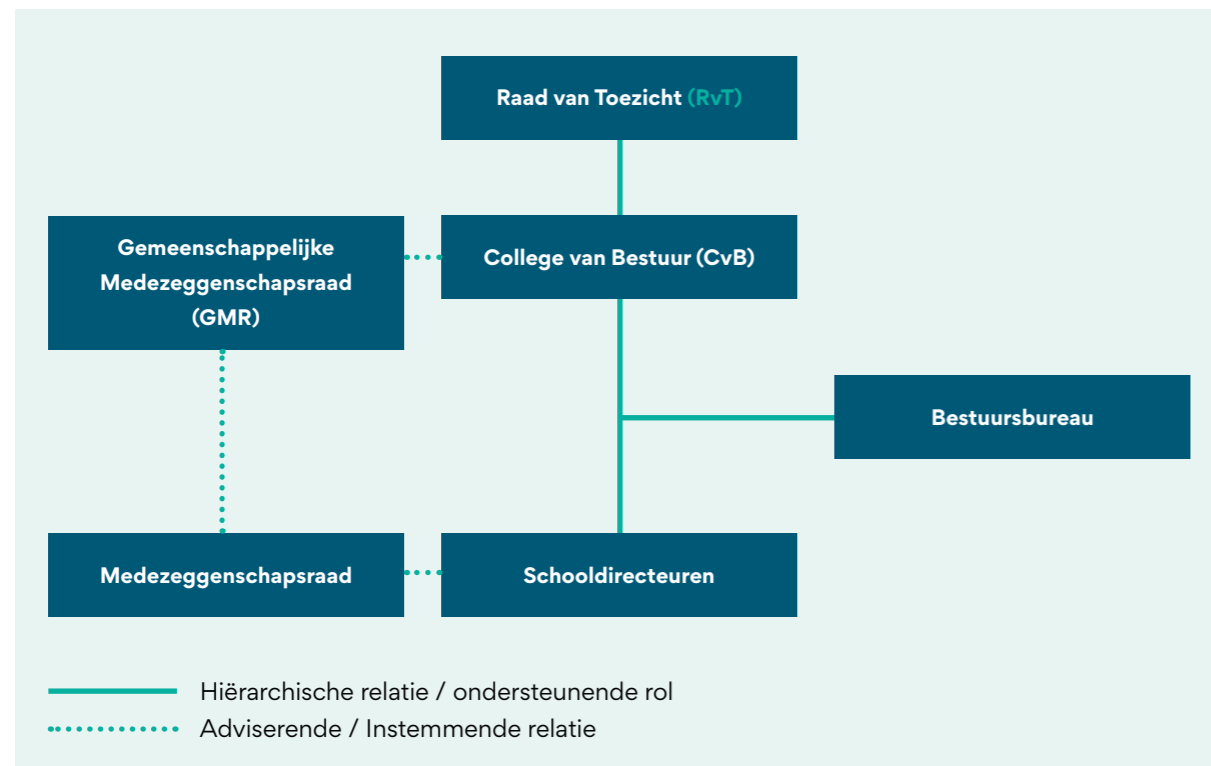 Raad van Toezicht (RvT)
Gemeenschappelijke
Medezeggenschapsraad
(GMR)
College van Bestuur (CvB)
Bestuursbureau
Medezeggenschapsraad
Schooldirecteuren
Hiërarchische relatie / ondersteunende rol
Adviserende / Instemmende relatie